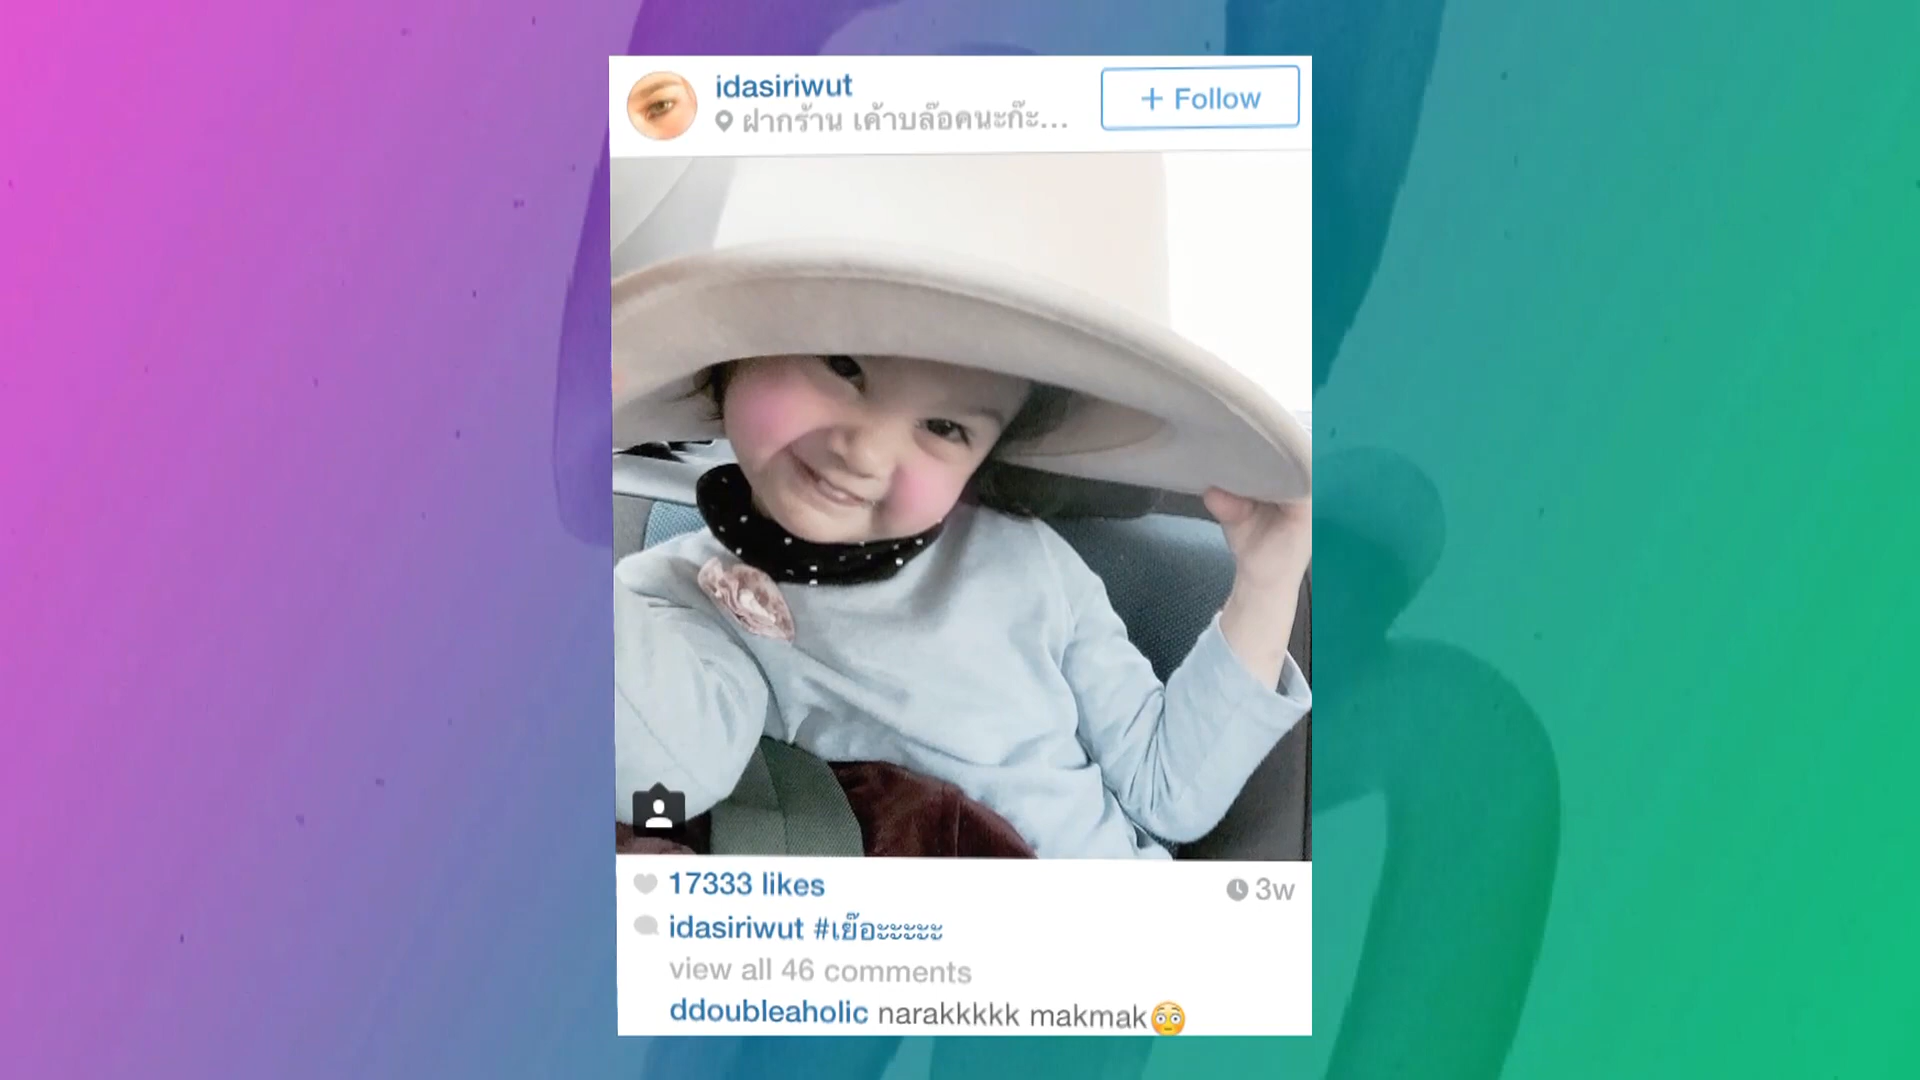 idasiriwut
+ Follow
ฝากร้าน เค้าบล๊อคนะก๊ะ...
17333 likes
3w
idasiriwut #เย๊อะะะะะ
view all 46 comments
ddoubleaholic narakkkkk makmak😳